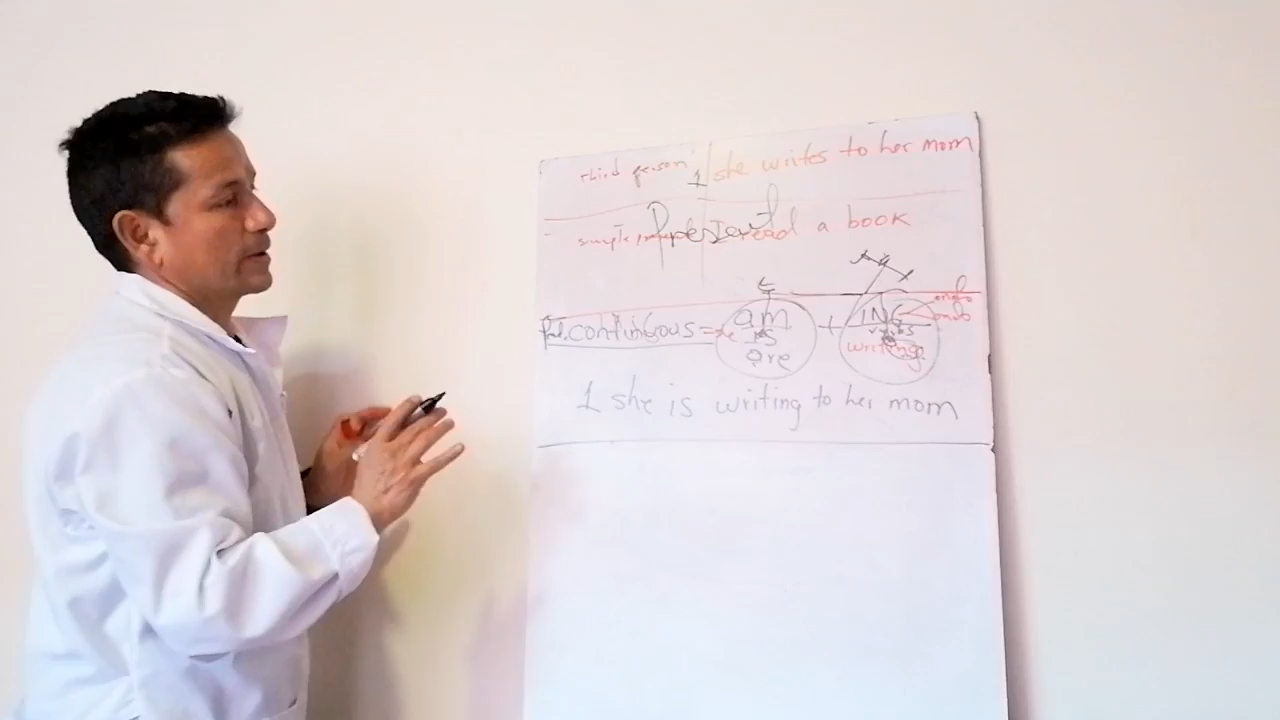 third person 1 she writes to her mom
simple Present read a book
continuous = am + ING
is
are
writing
1 she is writing to her mom